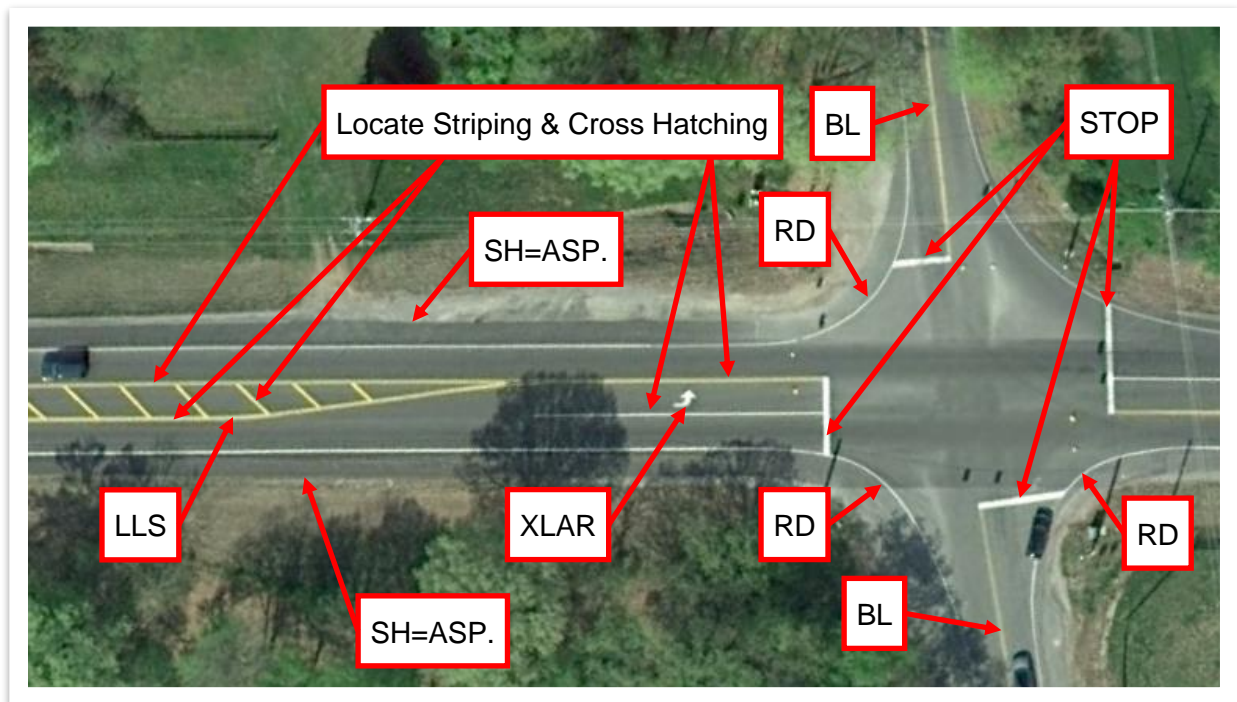 Locate Striping & Cross Hatching
BL
STOP
RD
SH=ASP.
LLS
XLAR
RD
RD
BL
SH=ASP.